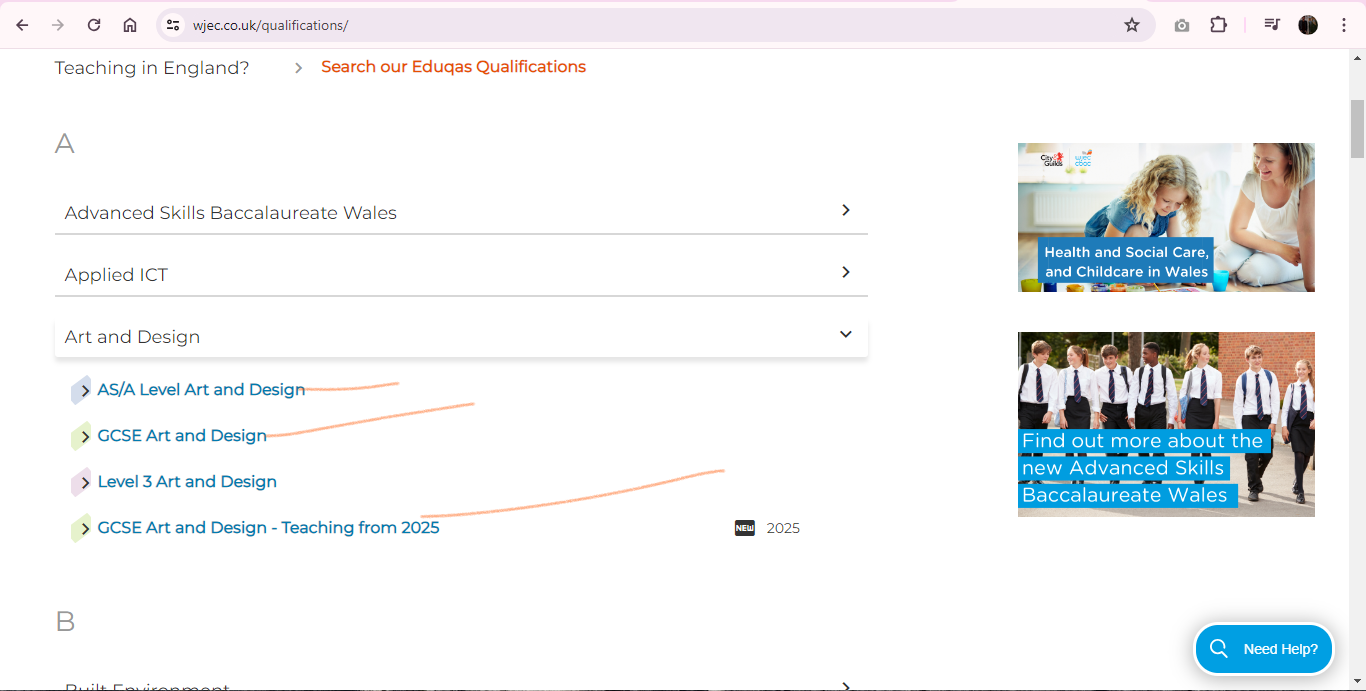 wjec.co.uk/qualifications/
Teaching in England?
Search our Eduqas Qualifications
A
Advanced Skills Baccalaureate Wales
Applied ICT
Art and Design
AS/A Level Art and Design
GCSE Art and Design
Level 3 Art and Design
GCSE Art and Design - Teaching from 2025
NEW 2025
B
Built Environment
City& Guilds
wjec cbac
Health and Social Care,
and Childcare in Wales
Find out more about the
new Advanced Skills
Baccalaureate Wales
Need Help?